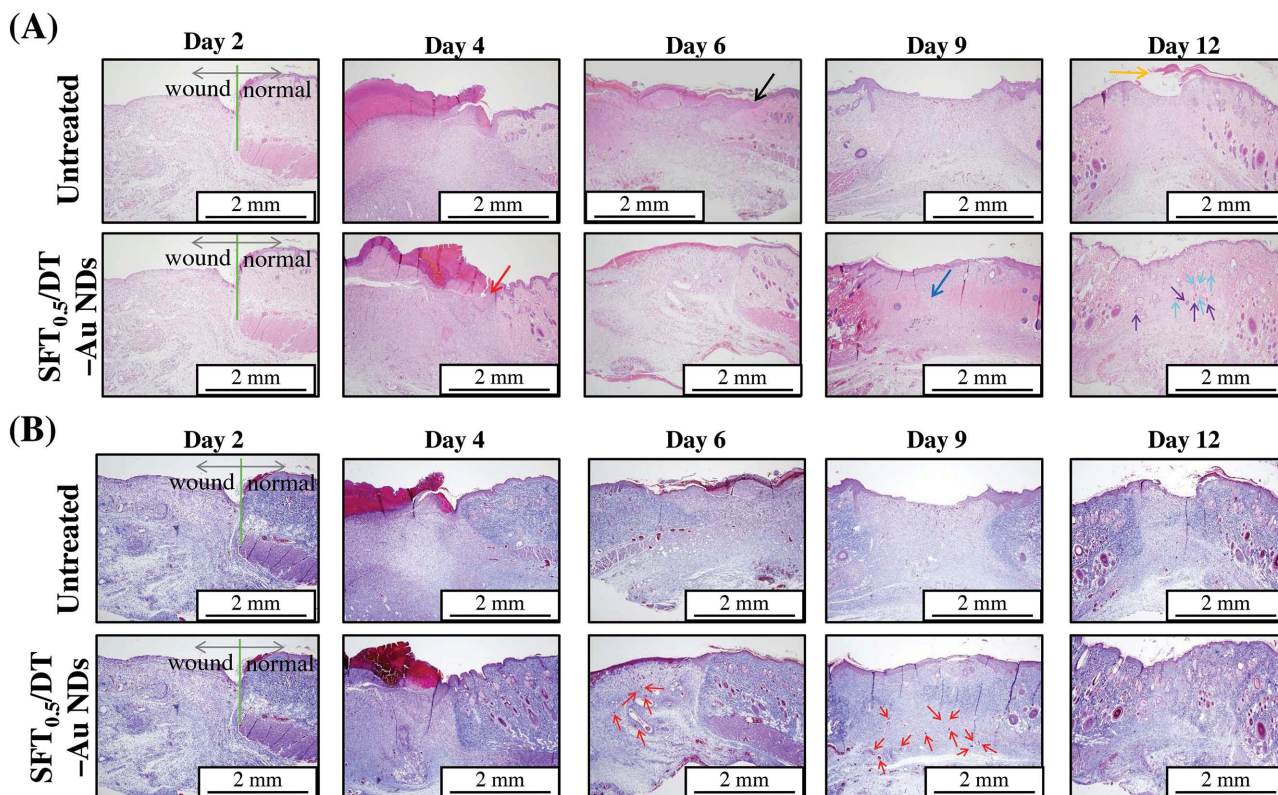 (A)
Day 2
Day 4
Day 6
Day 9
Day 12
Untreated
wound normal
2 mm
2 mm
2 mm
2 mm
2 mm
SFT0.5/DT
–Au NDs
wound normal
2 mm
2 mm
2 mm
2 mm
2 mm
(B)
Day 2
Day 4
Day 6
Day 9
Day 12
Untreated
wound normal
2 mm
2 mm
2 mm
2 mm
2 mm
SFT0.5/DT
–Au NDs
wound normal
2 mm
2 mm
2 mm
2 mm
2 mm